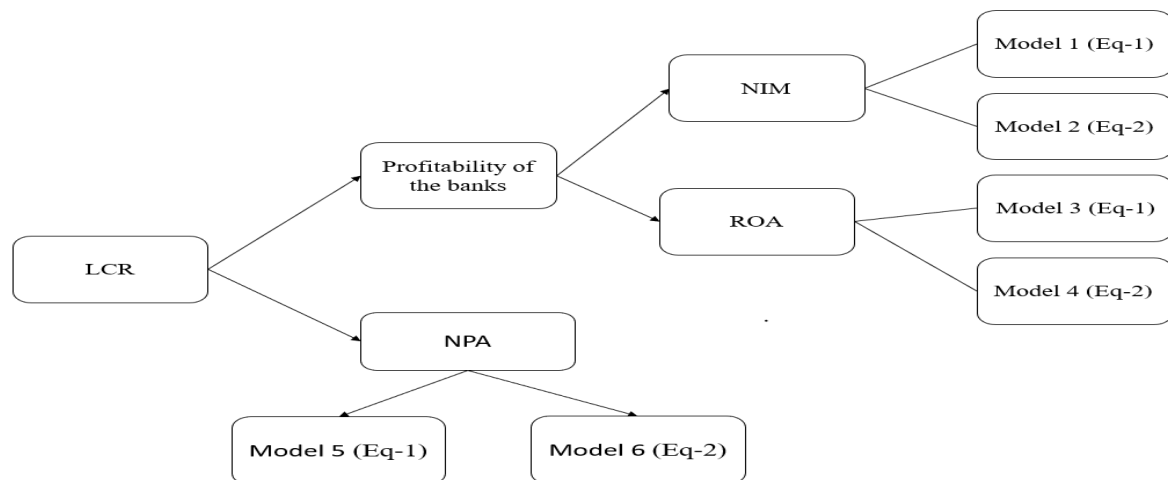 Model 1 (Eq-1)
NIM
Model 2 (Eq-2)
Profitability of
the banks
Model 3 (Eq-1)
ROA
LCR
Model 4 (Eq-2)
NPA
Model 5 (Eq-1)
Model 6 (Eq-2)